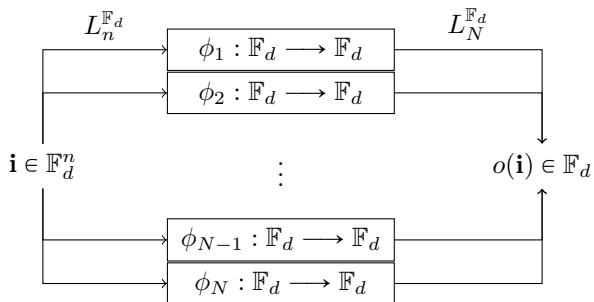 L_n^{𝔽_d} L_N^{𝔽_d}
ϕ_1 : 𝔽_d ⟶ 𝔽_d
ϕ_2 : 𝔽_d ⟶ 𝔽_d
𝐢 ∈ 𝔽_d^n ⋮ o(𝐢) ∈ 𝔽_d
ϕ_{N−1} : 𝔽_d ⟶ 𝔽_d
ϕ_N : 𝔽_d ⟶ 𝔽_d